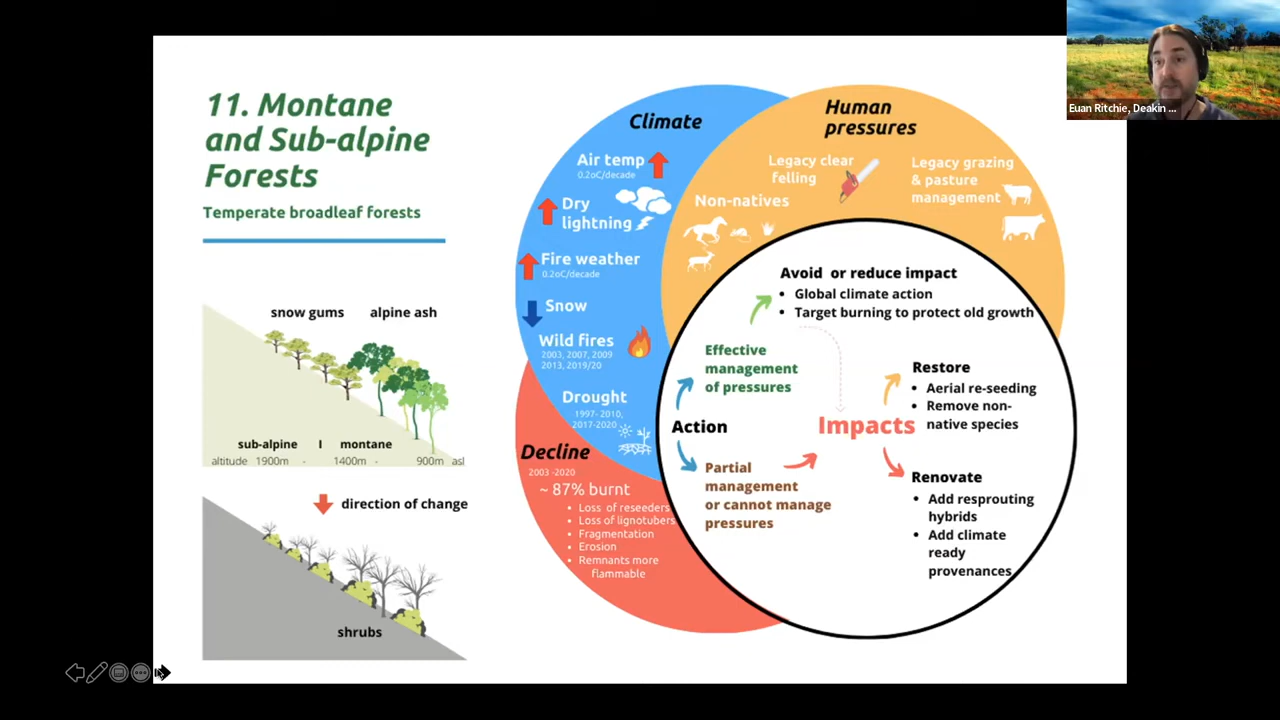 11. Montane
and Sub-alpine
Forests
Temperate broadleaf forests
snow gums alpine ash
sub-alpine I montane
altitude 1900m - 1400m - 900m asl
direction of change
shrubs
Climate
Air temp
0.2oC/decade
Dry
lightning
Fire weather
0.2oC/decade
Snow
Wild fires
2003, 2007, 2009
2013, 2019/20
Drought
1997- 2010,
2017-2020
Human
pressures
Legacy clear
felling
Legacy grazing
& pasture
management
Non-natives
Decline
2003 -2020
~ 87% burnt
• Loss of reseeders
• Loss of lignotubers
• Fragmentation
• Erosion
• Remnants more
flammable
Action
Effective
management
of pressures
Partial
management
or cannot manage
pressures
Avoid or reduce impact
• Global climate action
• Target burning to protect old growth
Impacts
Restore
• Aerial re-seeding
• Remove non-
native species
Renovate
• Add resprouting
hybrids
• Add climate
ready
provenances
Euan Ritchie, Deakin ...